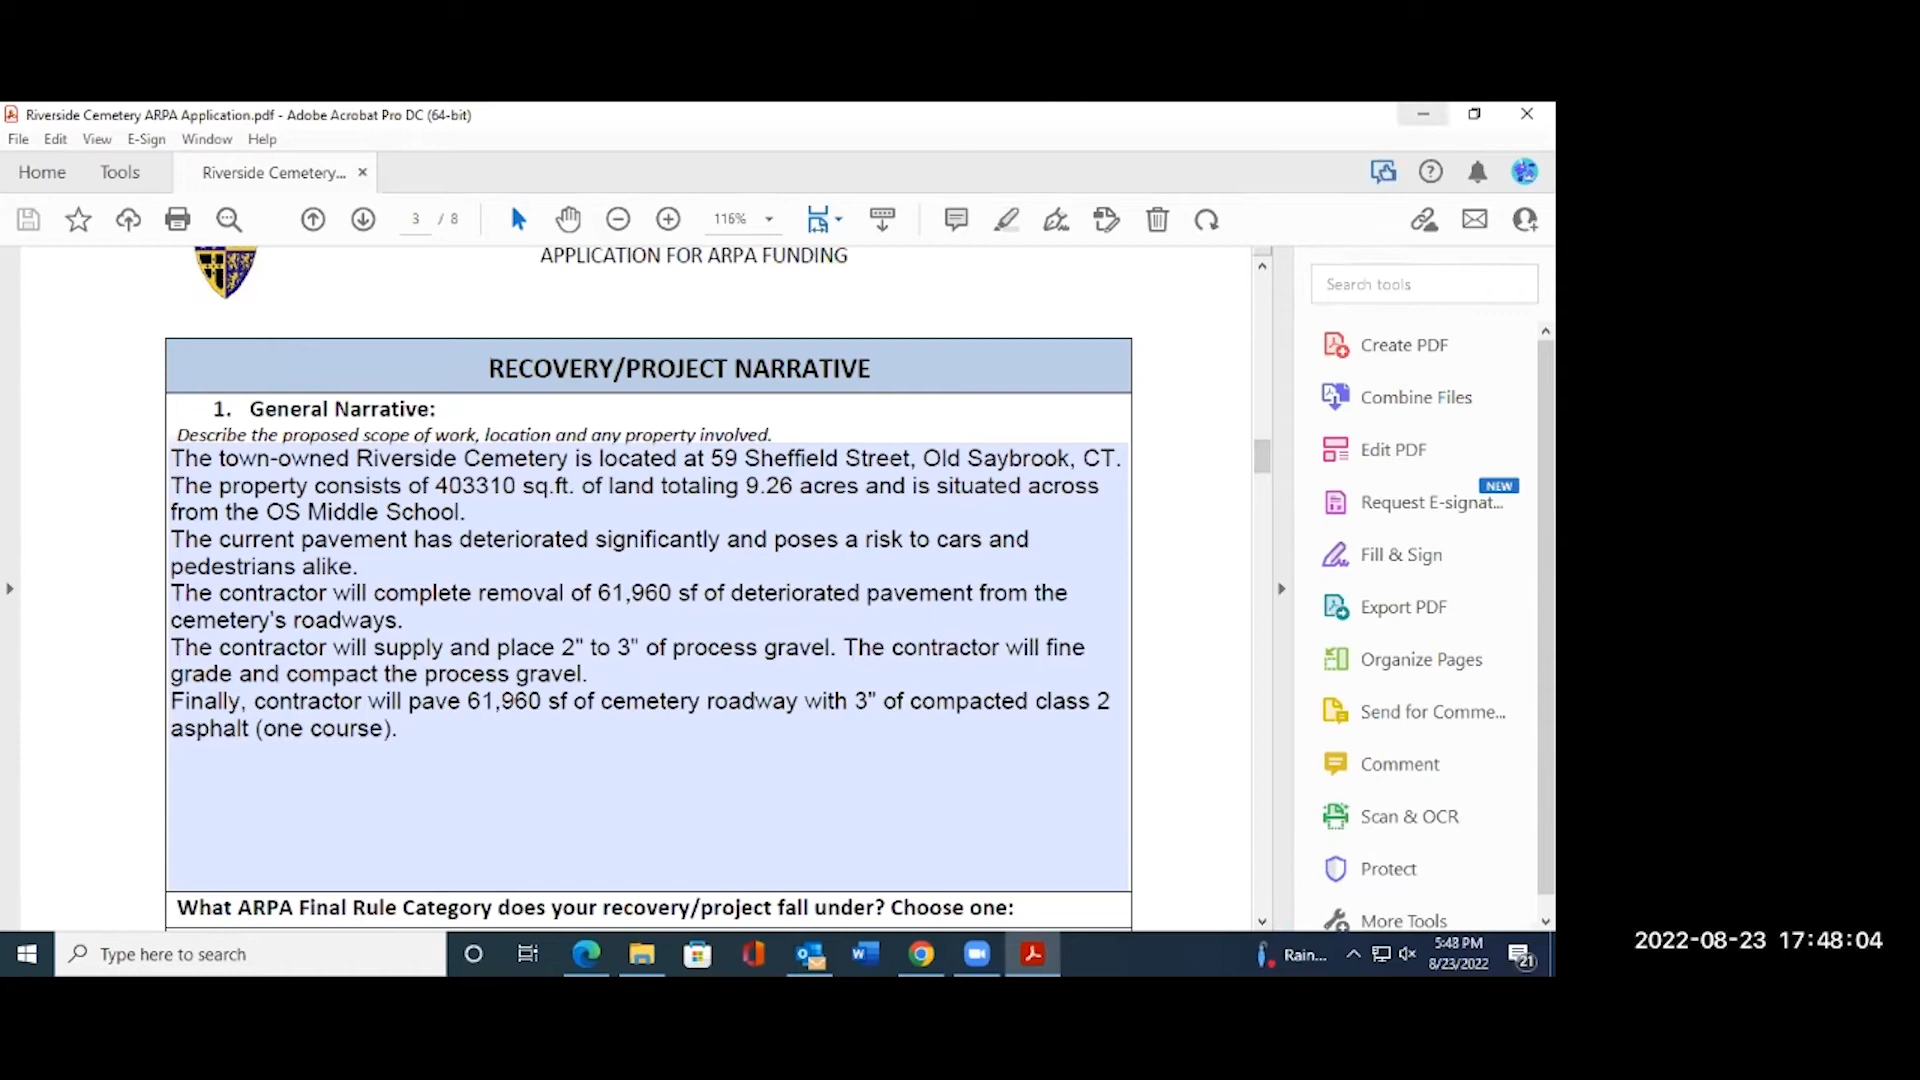 Riverside Cemetery ARPA Application.pdf - Adobe Acrobat Pro DC (64-bit)
File Edit View E-Sign Window Help
Home Tools Riverside Cemetery... ×
3 / 8 116%
APPLICATION FOR ARPA FUNDING
RECOVERY/PROJECT NARRATIVE
1. General Narrative:
Describe the proposed scope of work, location and any property involved.
The town-owned Riverside Cemetery is located at 59 Sheffield Street, Old Saybrook, CT.
The property consists of 403310 sq.ft. of land totaling 9.26 acres and is situated across
from the OS Middle School.
The current pavement has deteriorated significantly and poses a risk to cars and
pedestrians alike.
The contractor will complete removal of 61,960 sf of deteriorated pavement from the
cemetery's roadways.
The contractor will supply and place 2" to 3" of process gravel. The contractor will fine
grade and compact the process gravel.
Finally, contractor will pave 61,960 sf of cemetery roadway with 3" of compacted class 2
asphalt (one course).
What ARPA Final Rule Category does your recovery/project fall under? Choose one:
Search tools
Create PDF
Combine Files
Edit PDF
NEW
Request E-signat...
Fill & Sign
Export PDF
Organize Pages
Send for Comme...
Comment
Scan & OCR
Protect
More Tools
Type here to search
Rain...
5:48 PM
8/23/2022
21
2022-08-23 17:48:04